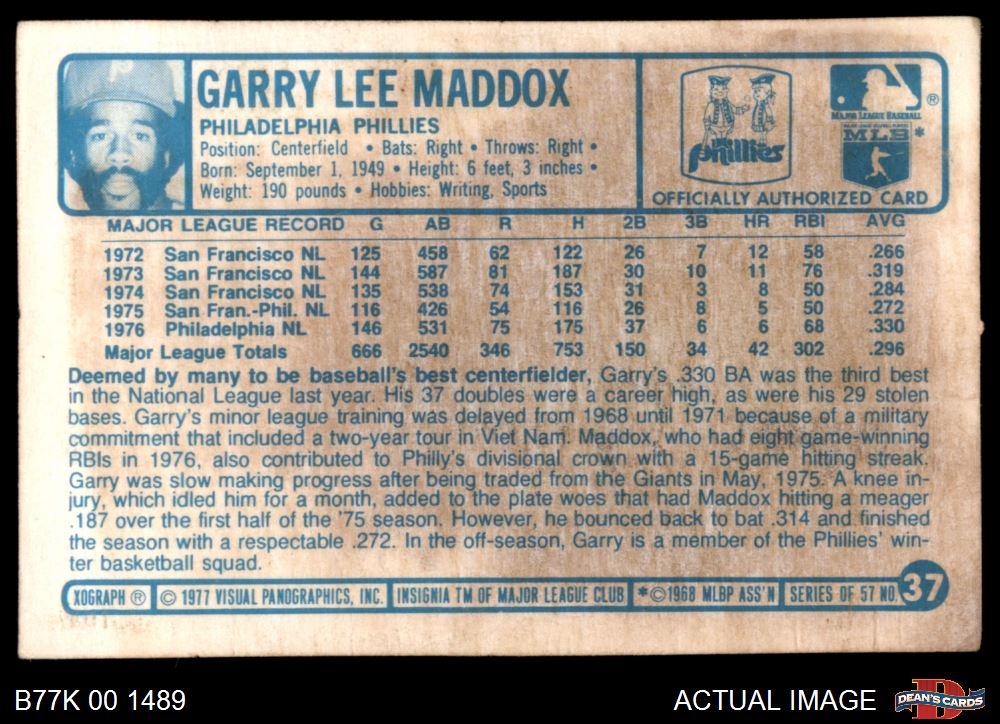 P
GARRY LEE MADDOX
PHILADELPHIA PHILLIES
Position: Centerfield • Bats: Right • Throws: Right •
Born: September 1, 1949 • Height: 6 feet, 3 inches •
Weight: 190 pounds • Hobbies: Writing, Sports
THE
Phillies
®
MAJOR LEAGUE BASEBALL
MLB*
OFFICIALLY AUTHORIZED CARD
MAJOR LEAGUE RECORD G AB R H 2B 3B HR RBI AVG
1972 San Francisco NL 125 458 62 122 26 7 12 58 .266
1973 San Francisco NL 144 587 81 187 30 10 11 76 .319
1974 San Francisco NL 135 538 74 153 31 3 8 50 .284
1975 San Fran.-Phil. NL 116 426 54 116 26 8 5 50 .272
1976 Philadelphia NL 146 531 75 175 37 6 6 68 .330
Major League Totals 666 2540 346 753 150 34 42 302 .296
Deemed by many to be baseball's best centerfielder, Garry's .330 BA was the third best
in the National League last year. His 37 doubles were a career high, as were his 29 stolen
bases. Garry's minor league training was delayed from 1968 until 1971 because of a military
commitment that included a two-year tour in Viet Nam. Maddox, who had eight game-winning
RBIs in 1976, also contributed to Philly's divisional crown with a 15-game hitting streak.
Garry was slow making progress after being traded from the Giants in May, 1975. A knee in-
jury, which idled him for a month, added to the plate woes that had Maddox hitting a meager
.187 over the first half of the '75 season. However, he bounced back to bat .314 and finished
the season with a respectable .272. In the off-season, Garry is a member of the Phillies' win-
ter basketball squad.
XOGRAPH ® © 1977 VISUAL PANOGRAPHICS, INC. INSIGNIA TM OF MAJOR LEAGUE CLUB *©1968 MLBP ASS'N SERIES OF 57 NO. 37
B77K 00 1489
ACTUAL IMAGE
D
DEAN'S CARDS